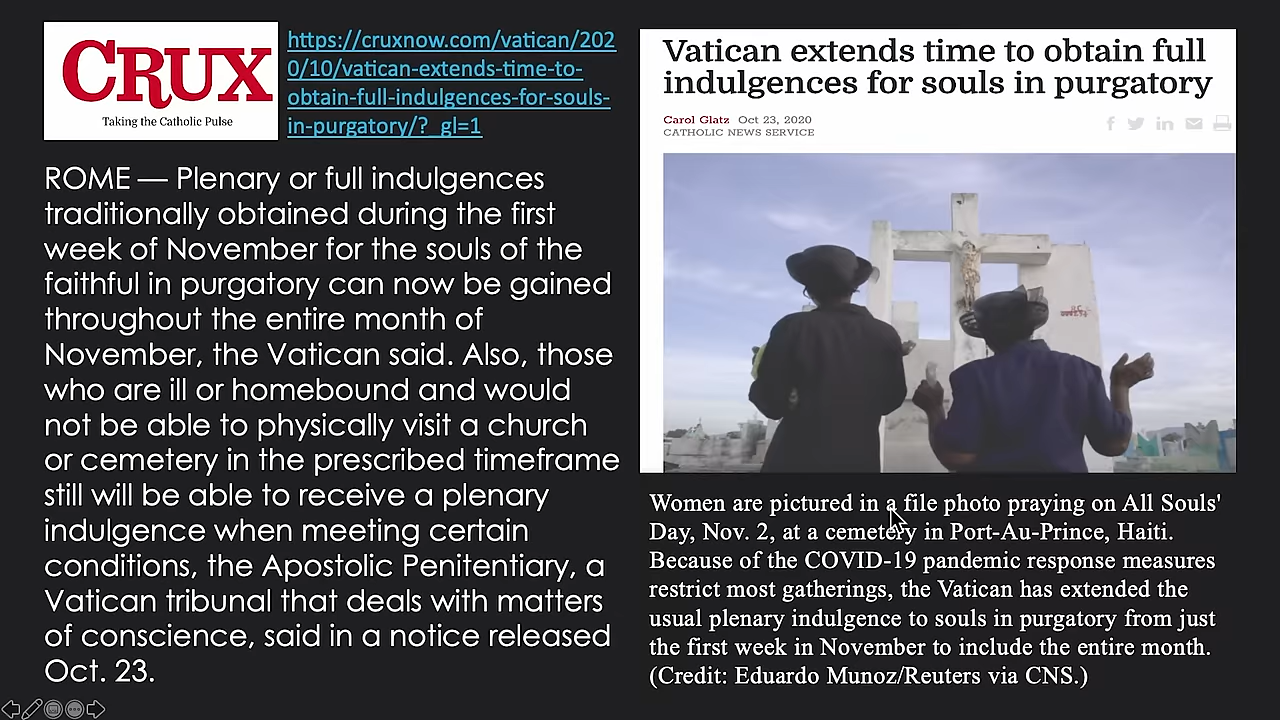 CRUX
Taking the Catholic Pulse
https://cruxnow.com/vatican/202
0/10/vatican-extends-time-to-
obtain-full-indulgences-for-souls-
in-purgatory/?_gl=1
ROME — Plenary or full indulgences
traditionally obtained during the first
week of November for the souls of the
faithful in purgatory can now be gained
throughout the entire month of
November, the Vatican said. Also, those
who are ill or homebound and would
not be able to physically visit a church
or cemetery in the prescribed timeframe
still will be able to receive a plenary
indulgence when meeting certain
conditions, the Apostolic Penitentiary, a
Vatican tribunal that deals with matters
of conscience, said in a notice released
Oct. 23.
Vatican extends time to obtain full
indulgences for souls in purgatory
Carol Glatz Oct 23, 2020
CATHOLIC NEWS SERVICE
Women are pictured in a file photo praying on All Souls'
Day, Nov. 2, at a cemetery in Port-Au-Prince, Haiti.
Because of the COVID-19 pandemic response measures
restrict most gatherings, the Vatican has extended the
usual plenary indulgence to souls in purgatory from just
the first week in November to include the entire month.
(Credit: Eduardo Munoz/Reuters via CNS.)